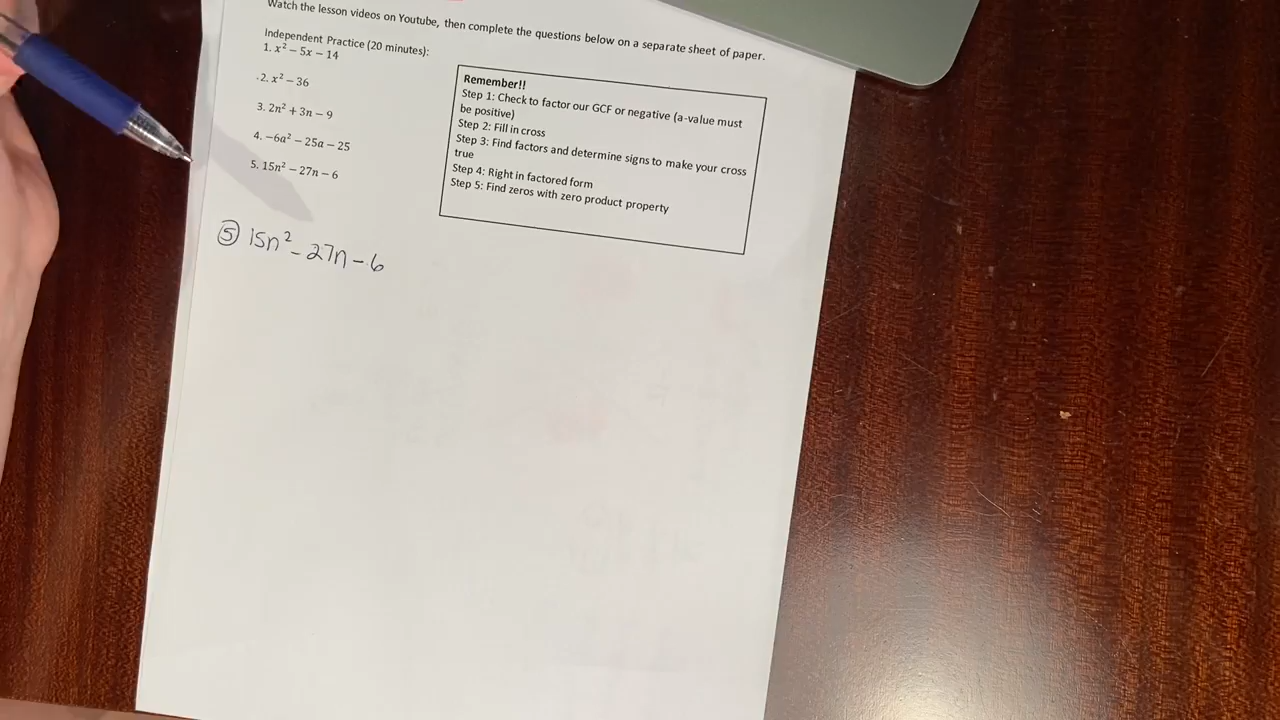 Watch the lesson videos on Youtube, then complete the questions below on a separate sheet of paper.
Independent Practice (20 minutes):
1. x² – 5x – 14
2. x² – 36
3. 2n² + 3n – 9
4. –6a² – 25a – 25
5. 15n² – 27n – 6
Remember!!
Step 1: Check to factor our GCF or negative (a-value must
be positive)
Step 2: Fill in cross
Step 3: Find factors and determine signs to make your cross
true
Step 4: Right in factored form
Step 5: Find zeros with zero product property
⑤ 15n² - 27n - 6